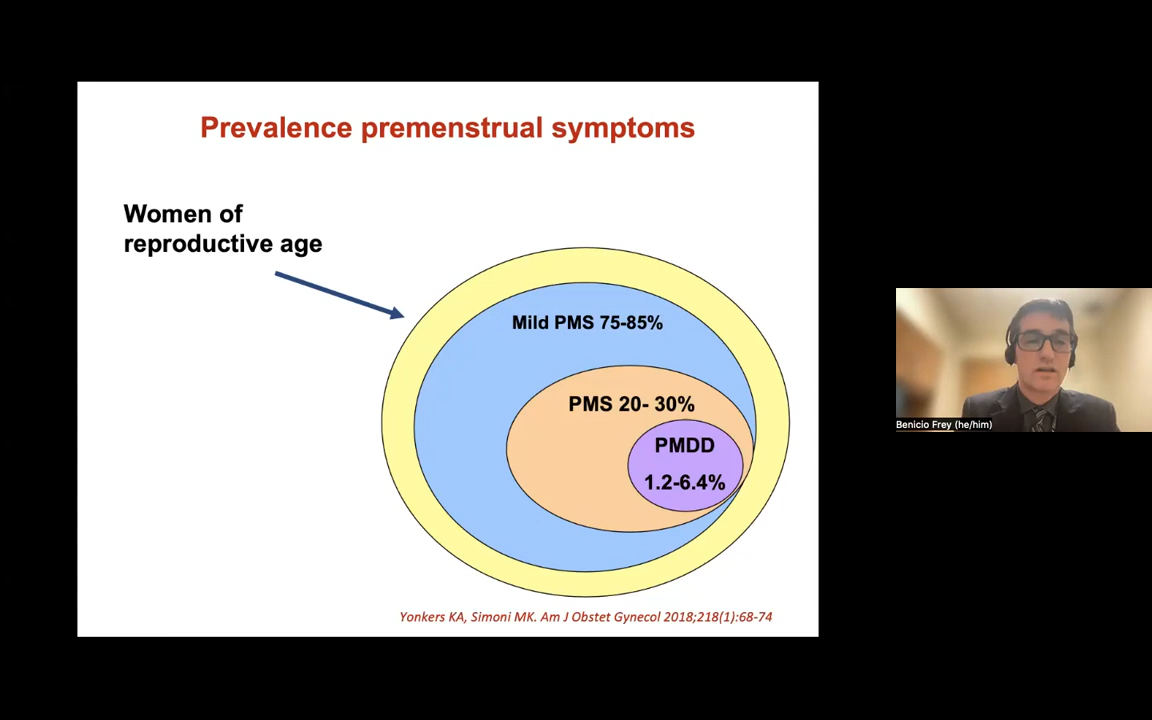 Prevalence premenstrual symptoms
Women of
reproductive age
Mild PMS 75-85%
PMS 20- 30%
PMDD
1.2-6.4%
Yonkers KA, Simoni MK. Am J Obstet Gynecol 2018;218(1):68-74
Benicio Frey (he/him)